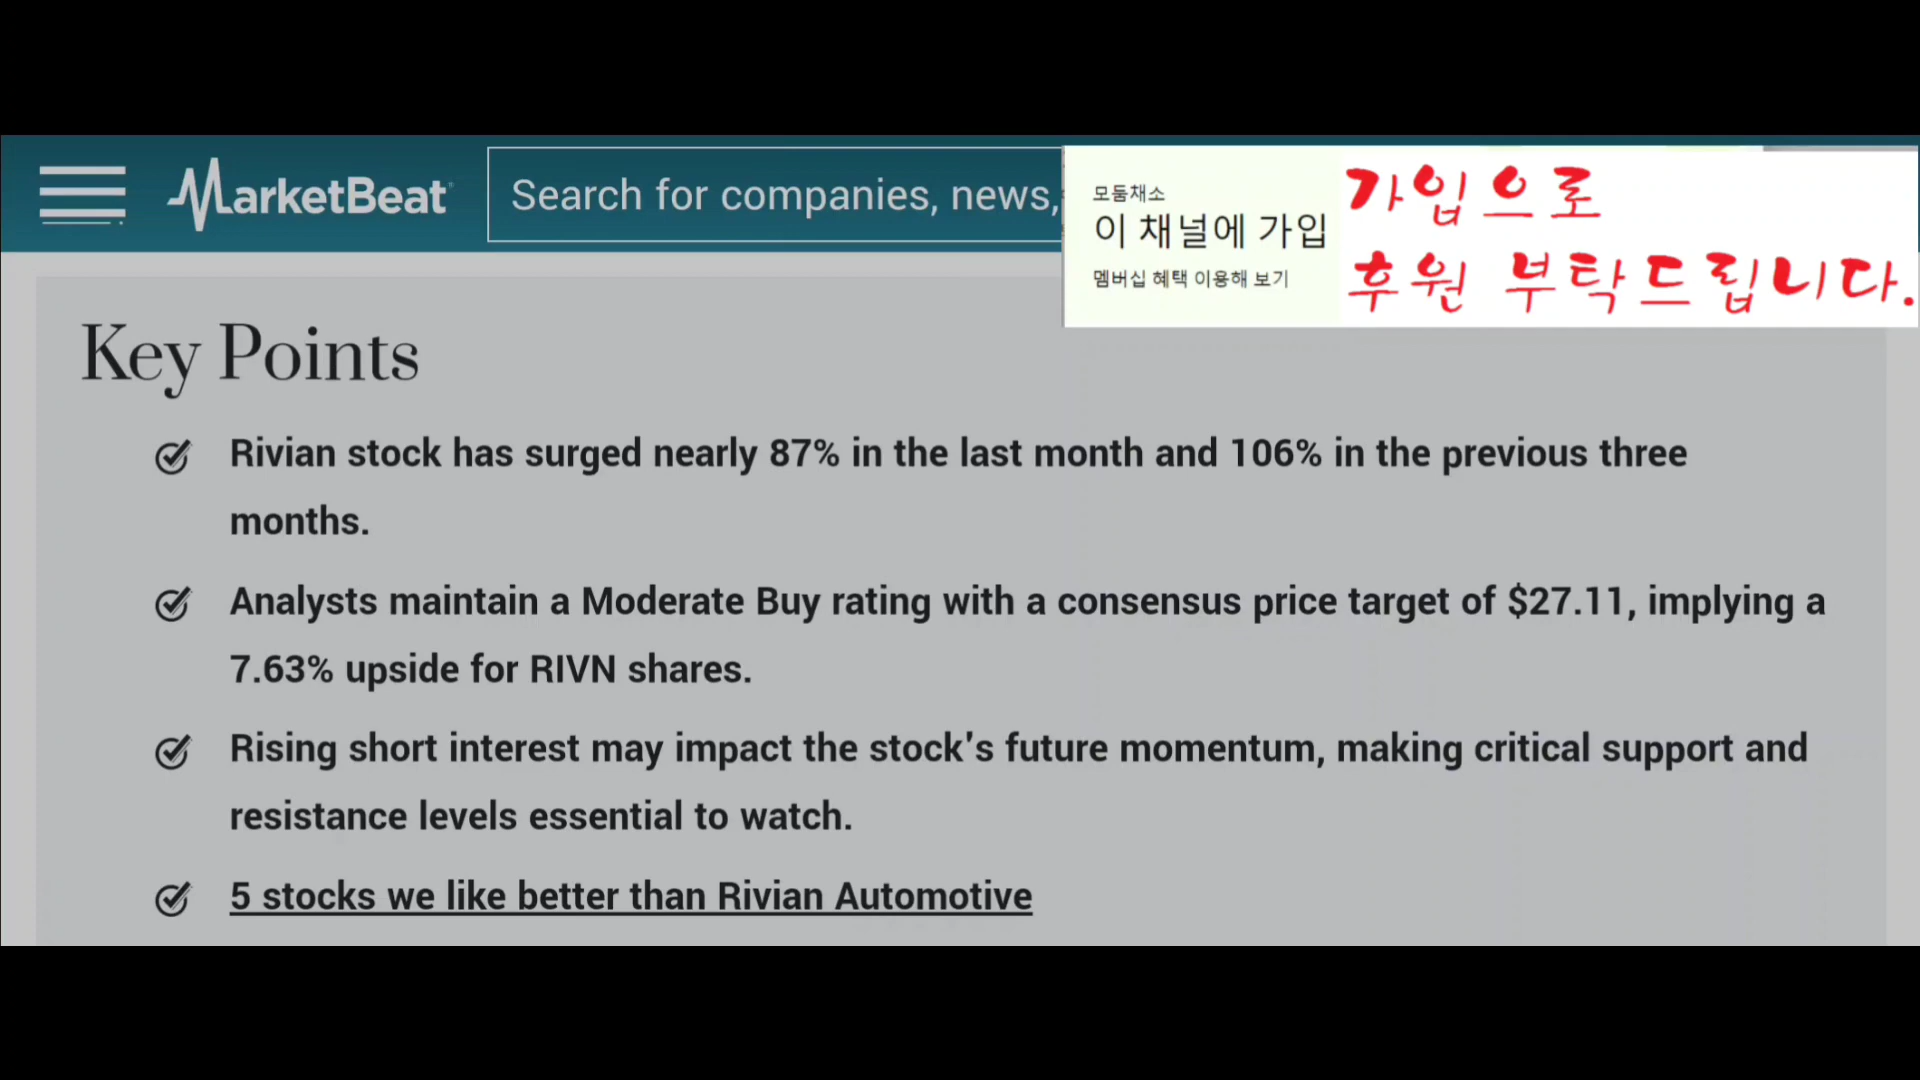 MarketBeat
Search for companies, news,
모둠채소
이 채널에 가입
멤버십 혜택 이용해 보기
가입으로
후원 부탁드립니다.
Key Points
Rivian stock has surged nearly 87% in the last month and 106% in the previous three
months.
Analysts maintain a Moderate Buy rating with a consensus price target of $27.11, implying a
7.63% upside for RIVN shares.
Rising short interest may impact the stock's future momentum, making critical support and
resistance levels essential to watch.
5 stocks we like better than Rivian Automotive